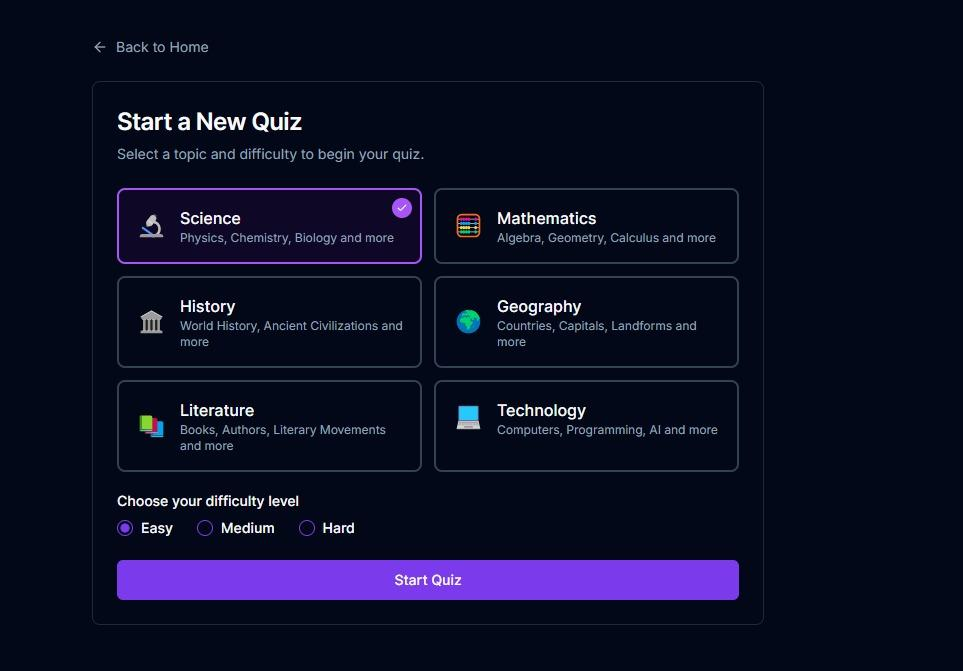 Back to Home
Start a New Quiz
Select a topic and difficulty to begin your quiz.
Science
Physics, Chemistry, Biology and more
Mathematics
Algebra, Geometry, Calculus and more
History
World History, Ancient Civilizations and
more
Geography
Countries, Capitals, Landforms and
more
Literature
Books, Authors, Literary Movements
and more
Technology
Computers, Programming, AI and more
Choose your difficulty level
Easy Medium Hard
Start Quiz